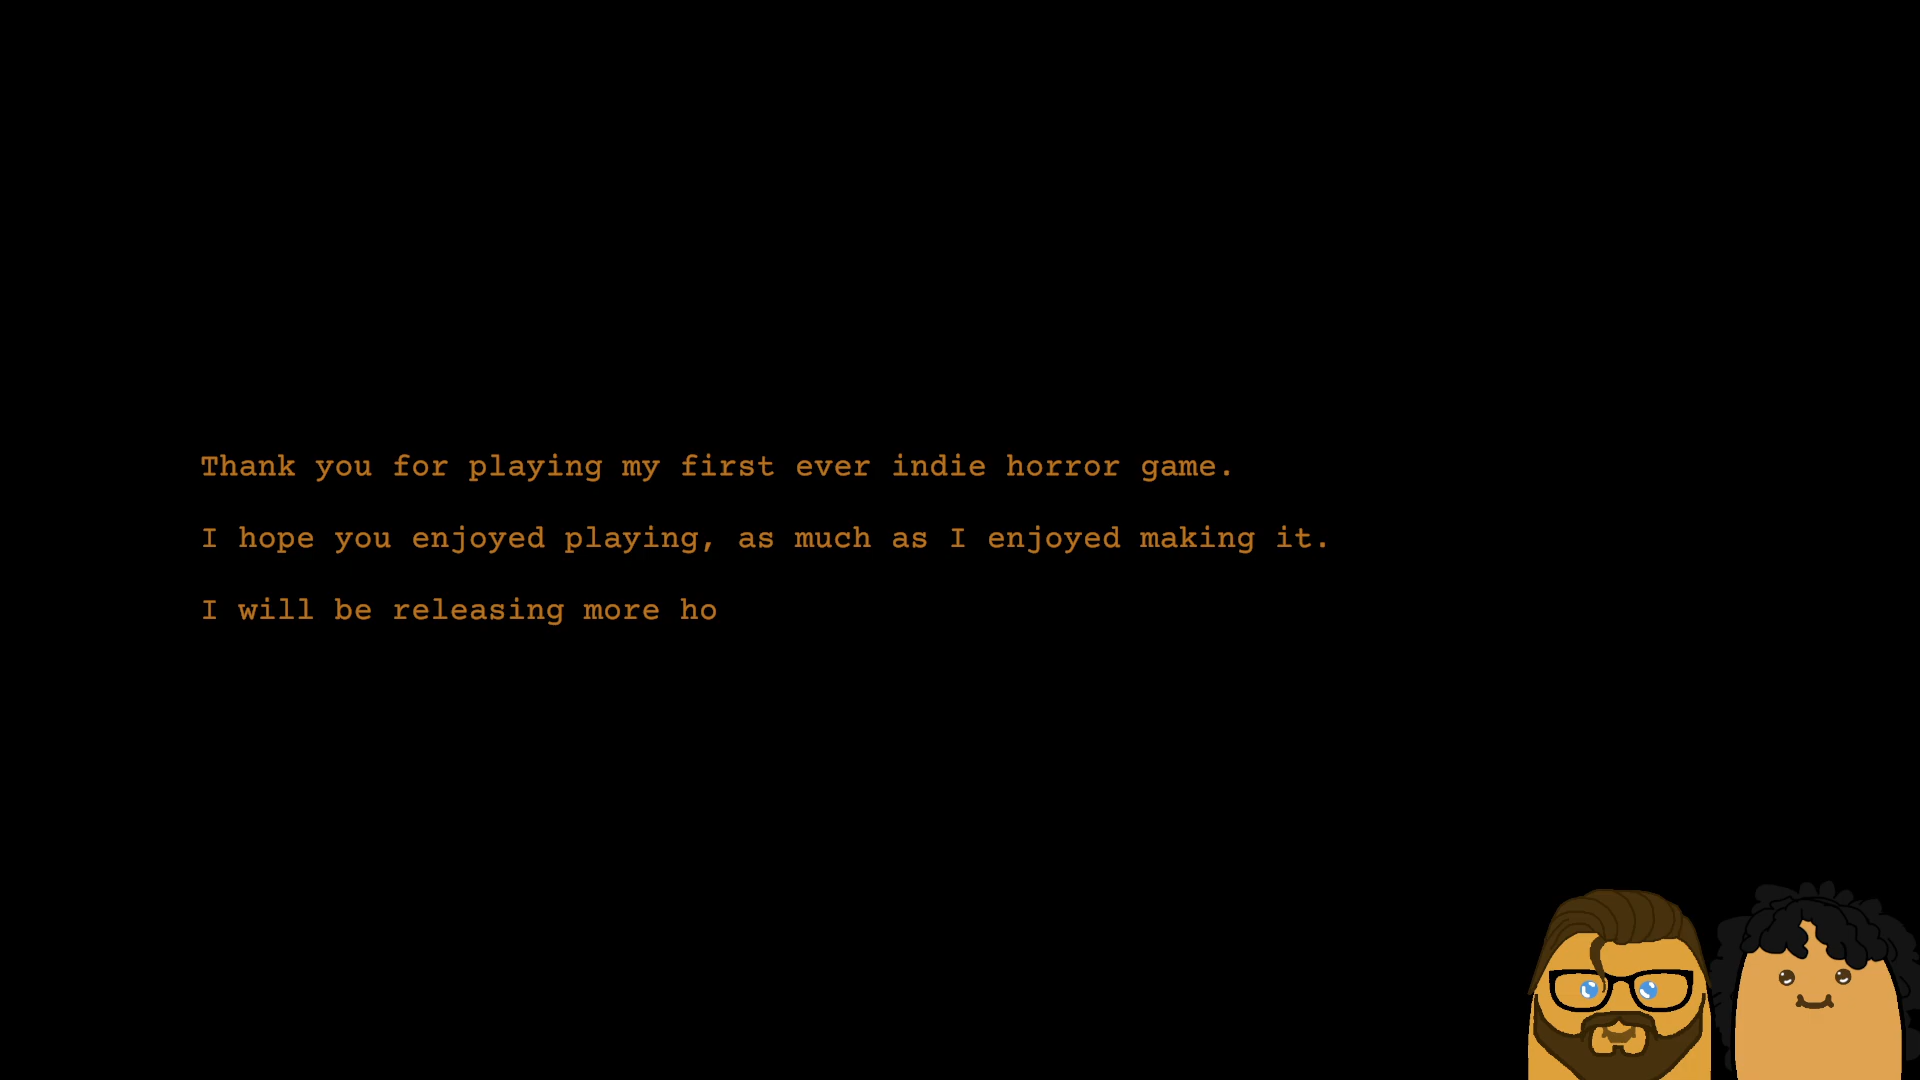 Thank you for playing my first ever indie horror game.
I hope you enjoyed playing, as much as I enjoyed making it.
I will be releasing more ho